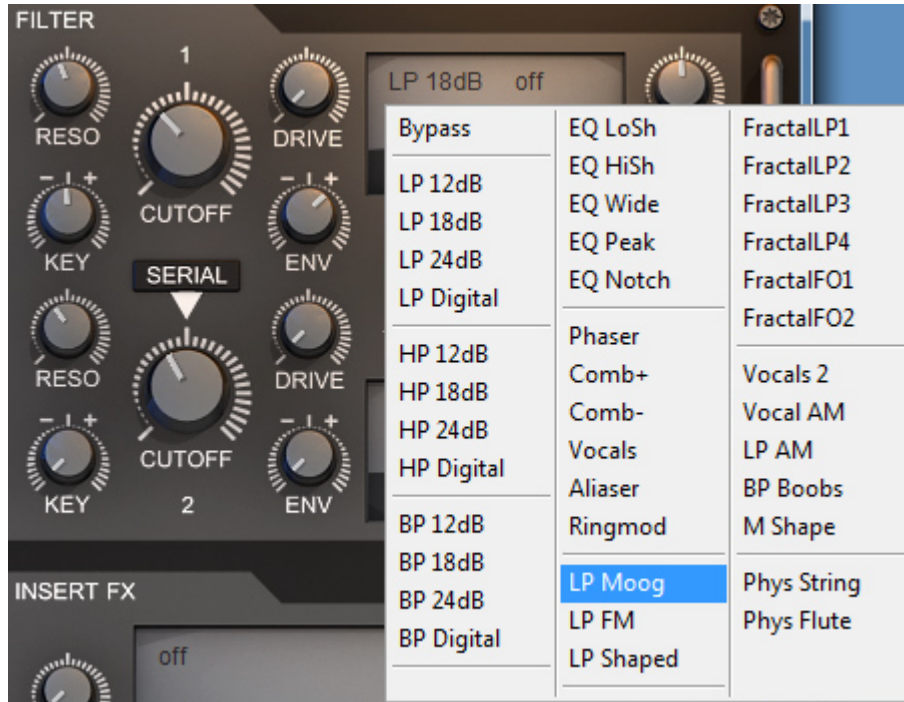 FILTER
1
RESO
DRIVE
CUTOFF
KEY
ENV
SERIAL
RESO
DRIVE
CUTOFF
KEY
2
ENV
INSERT FX
off
LP 18dB off
Bypass
LP 12dB
LP 18dB
LP 24dB
LP Digital
HP 12dB
HP 18dB
HP 24dB
HP Digital
BP 12dB
BP 18dB
BP 24dB
BP Digital
EQ LoSh
EQ HiSh
EQ Wide
EQ Peak
EQ Notch
Phaser
Comb+
Comb-
Vocals
Aliaser
Ringmod
LP Moog
LP FM
LP Shaped
FractalLP1
FractalLP2
FractalLP3
FractalLP4
FractalFO1
FractalFO2
Vocals 2
Vocal AM
LP AM
BP Boobs
M Shape
Phys String
Phys Flute